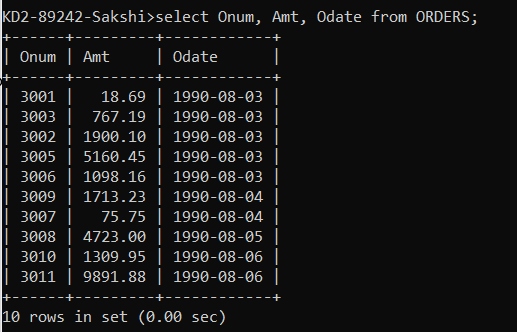 KD2-89242-Sakshi>select Onum, Amt, Odate from ORDERS;
+------+---------+------------+
| Onum | Amt     | Odate      |
+------+---------+------------+
| 3001 |   18.69 | 1990-08-03 |
| 3003 |  767.19 | 1990-08-03 |
| 3002 | 1900.10 | 1990-08-03 |
| 3005 | 5160.45 | 1990-08-03 |
| 3006 | 1098.16 | 1990-08-03 |
| 3009 | 1713.23 | 1990-08-04 |
| 3007 |   75.75 | 1990-08-04 |
| 3008 | 4723.00 | 1990-08-05 |
| 3010 | 1309.95 | 1990-08-06 |
| 3011 | 9891.88 | 1990-08-06 |
+------+---------+------------+
10 rows in set (0.00 sec)